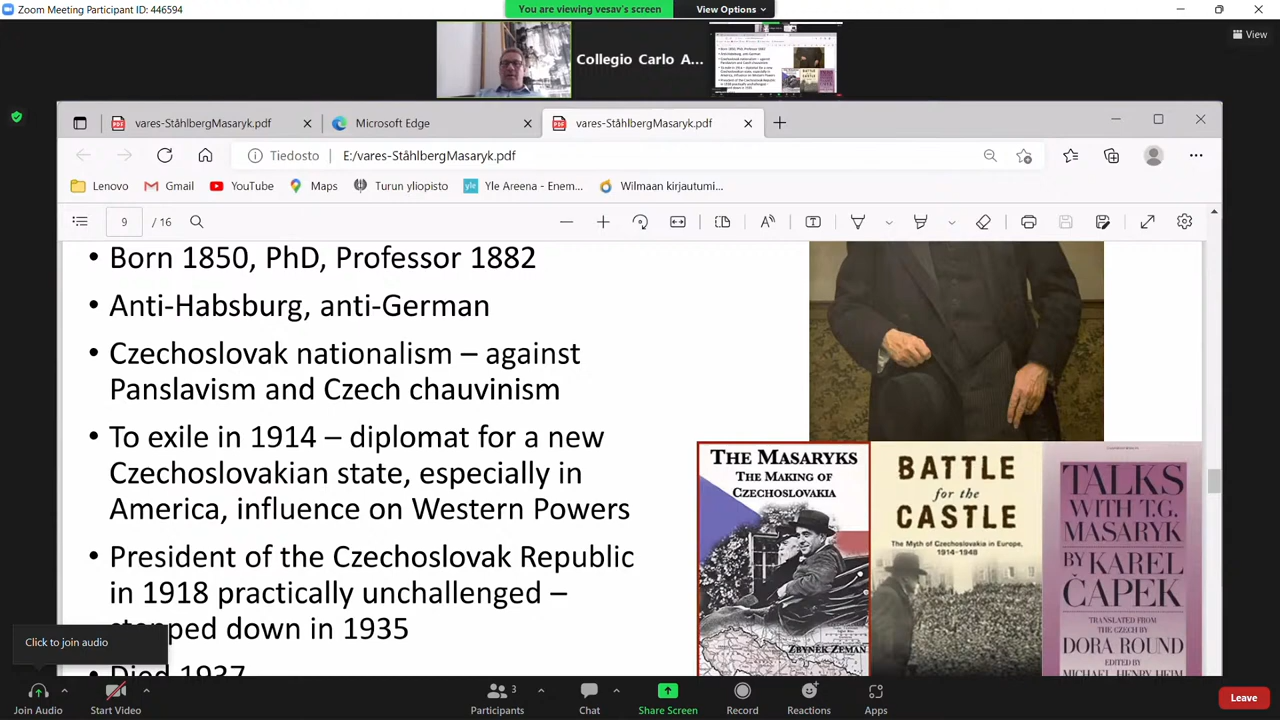 Zoom Meeting Participant ID: 446594
You are viewing vesav's screen
View Options
View
Collegio Carlo A...
vares-StåhlbergMasaryk.pdf
Microsoft Edge
vares-StåhlbergMasaryk.pdf
Tiedosto
E:/vares-StåhlbergMasaryk.pdf
Lenovo
Gmail
YouTube
Maps
Turun yliopisto
Yle Areena - Enem...
Wilmaan kirjautumi...
9 / 16
• Born 1850, PhD, Professor 1882
• Anti-Habsburg, anti-German
• Czechoslovak nationalism – against
Panslavism and Czech chauvinism
• To exile in 1914 – diplomat for a new
Czechoslovakian state, especially in
America, influence on Western Powers
• President of the Czechoslovak Republic
in 1918 practically unchallenged –
stepped down in 1935
• Died 1937
THE MASARYKS
THE MAKING OF
CZECHOSLOVAKIA
ZBYNEK ZEMAN
BATTLE
for the
CASTLE
The Myth of Czechoslovakia in Europe,
1914-1948
TALKS
WITH T.G.
MASARYK
BY KAREL
ČAPEK
TRANSLATED
FROM THE CZECH BY
DORA ROUND
EDITED BY
MICHAEL HENRY HEIM
Click to join audio
Join Audio
Start Video
Participants
3
Chat
Share Screen
Record
Reactions
Apps
Leave